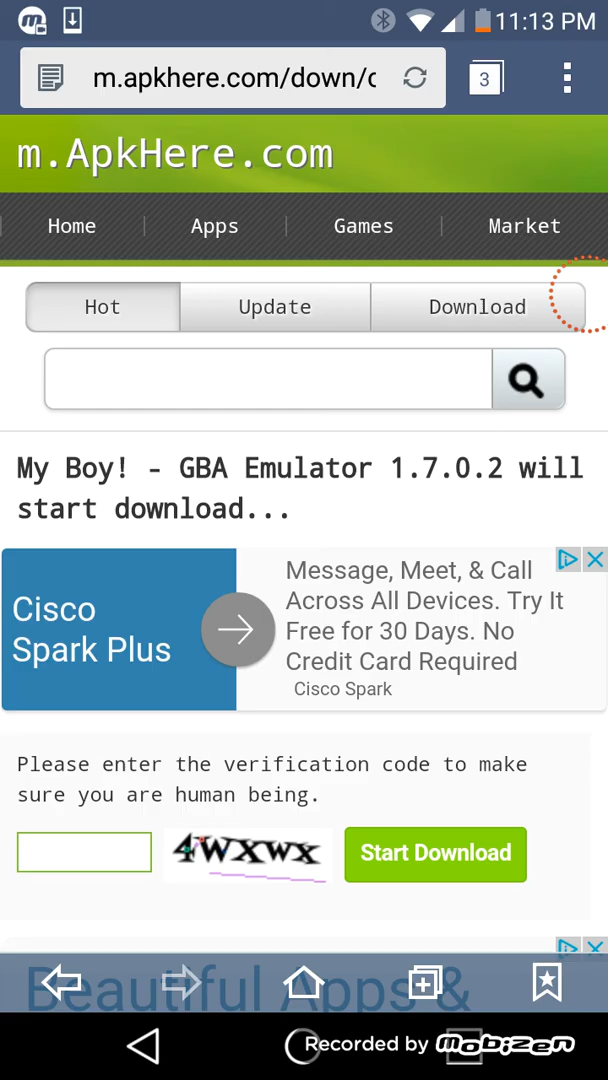 11:13 PM
m.apkhere.com/down/c
3
m.ApkHere.com
Home
Apps
Games
Market
Hot
Update
Download
My Boy! - GBA Emulator 1.7.0.2 will
start download...
Cisco
Spark Plus
Message, Meet, & Call
Across All Devices. Try It
Free for 30 Days. No
Credit Card Required
Cisco Spark
Please enter the verification code to make
sure you are human being.
4wxwx
Start Download
Beautiful Apps &
Recorded by Mobizen